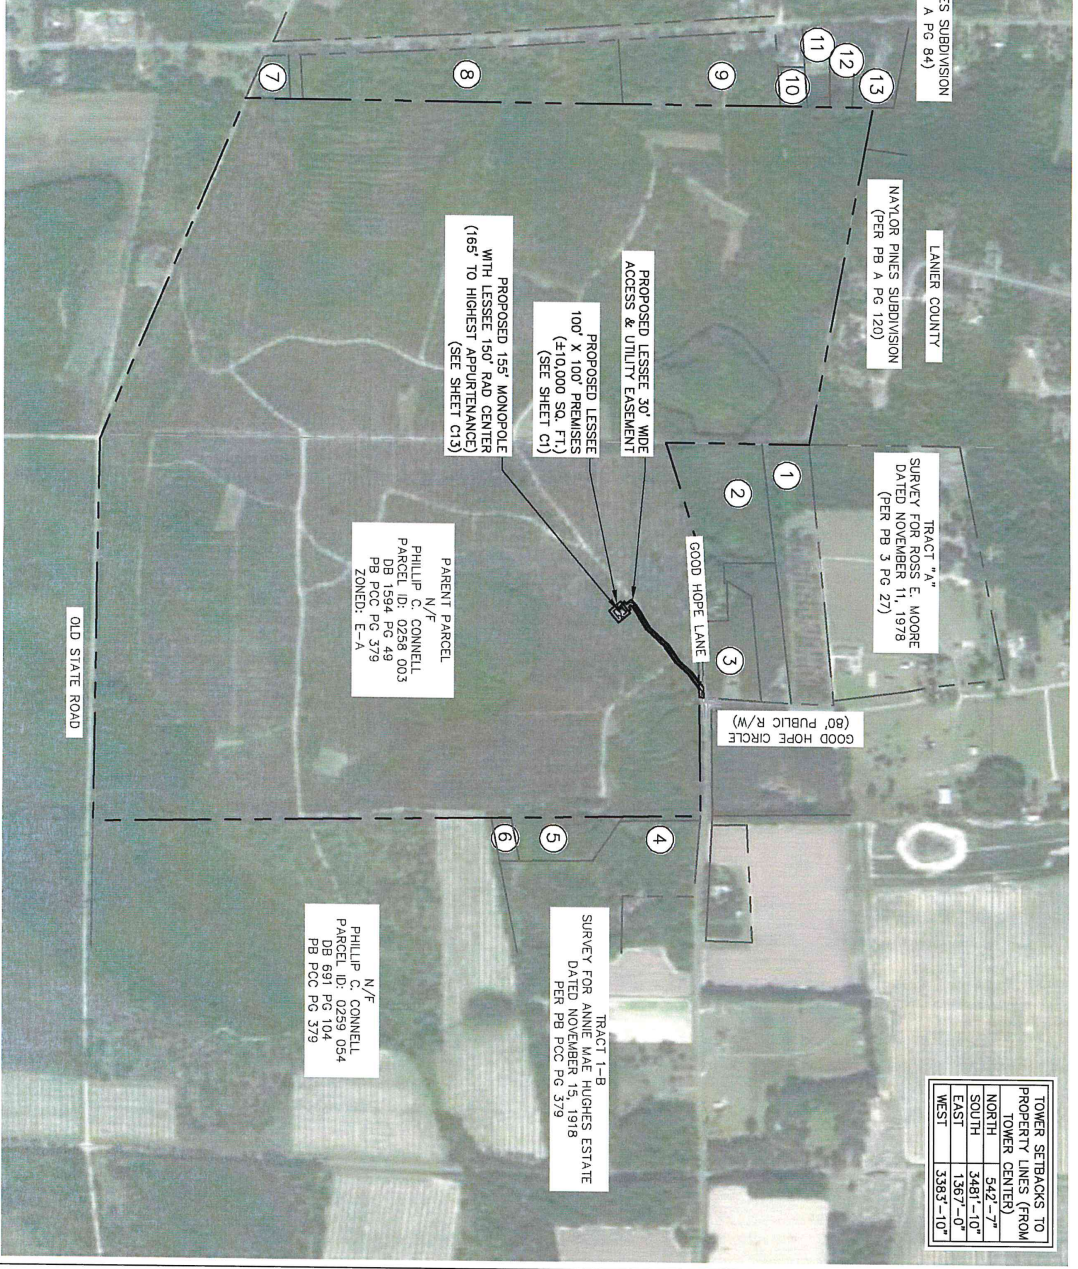 ES SUBDIVISION
A PG 84)
13
12
11
10
9
8
7
LANIER COUNTY
NAYLOR PINES SUBDIVISION
(PER PB A PG 120)
PROPOSED LESSEE 30' WIDE
ACCESS & UTILITY EASEMENT
PROPOSED LESSEE
100' X 100' PREMISES
(±10,000 SQ. FT.)
(SEE SHEET C1)
PROPOSED 155' MONOPOLE
WITH LESSEE 150' RAD CENTER
(165' TO HIGHEST APPURTENANCE)
(SEE SHEET C13)
TRACT "A"
SURVEY FOR ROSS E. MOORE
DATED NOVEMBER 11, 1978
(PER PB 3 PG 27)
1
2
3
GOOD HOPE LANE
GOOD HOPE CIRCLE
(80' PUBLIC R/W)
PARENT PARCEL
N/F
PHILLIP C. CONNELL
PARCEL ID: 0258 003
DB 1594 PG 49
PB PCC PG 379
ZONED: E-A
OLD STATE ROAD
4
5
6
TRACT 1-B
SURVEY FOR ANNIE MAE HUGHES ESTATE
DATED NOVEMBER 15, 1918
PER PB PCC PG 379
N/F
PHILLIP C. CONNELL
PARCEL ID: 0259 054
DB 691 PG 104
PB PCC PG 379
TOWER SETBACKS TO
PROPERTY LINES (FROM
TOWER CENTER)
NORTH 542'-7"
SOUTH 3481'-10"
EAST 1367'-0"
WEST 3383'-10"